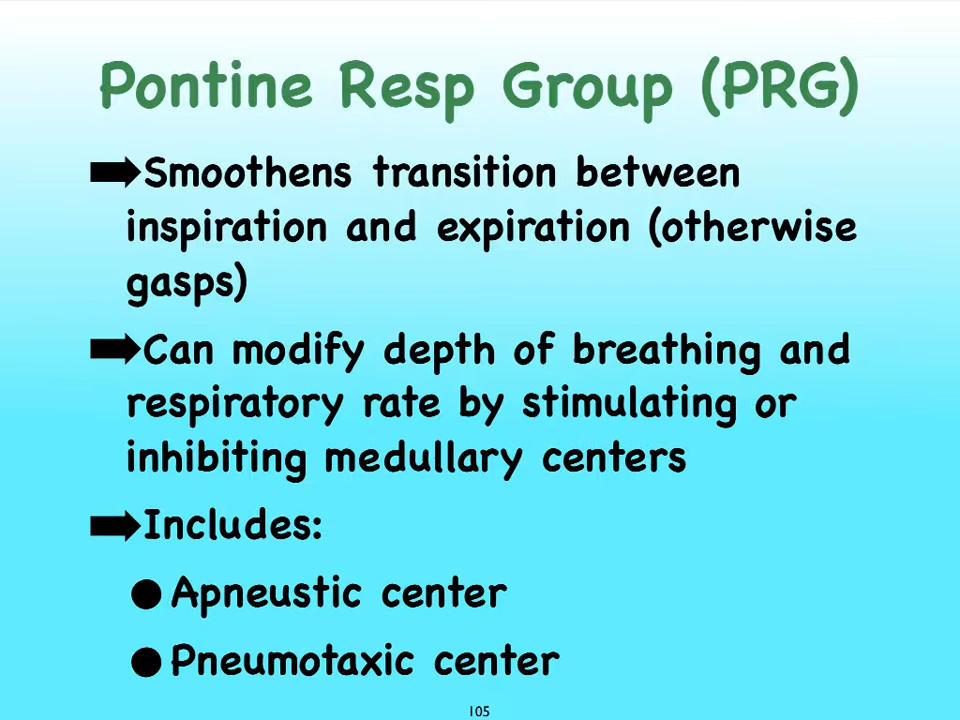 Pontine Resp Group (PRG)
➡Smoothens transition between
inspiration and expiration (otherwise
gasps)
➡Can modify depth of breathing and
respiratory rate by stimulating or
inhibiting medullary centers
➡Includes:
● Apneustic center
● Pneumotaxic center
105